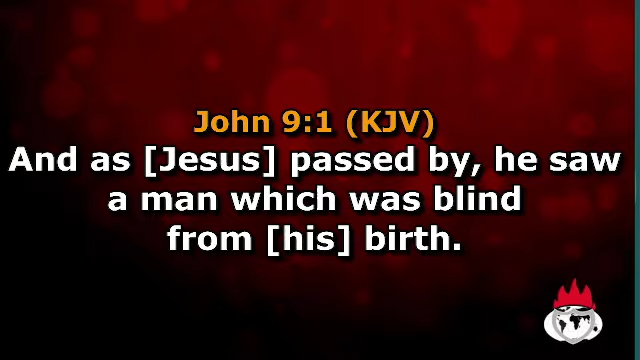 John 9:1 (KJV)
And as [Jesus] passed by, he saw
a man which was blind
from [his] birth.